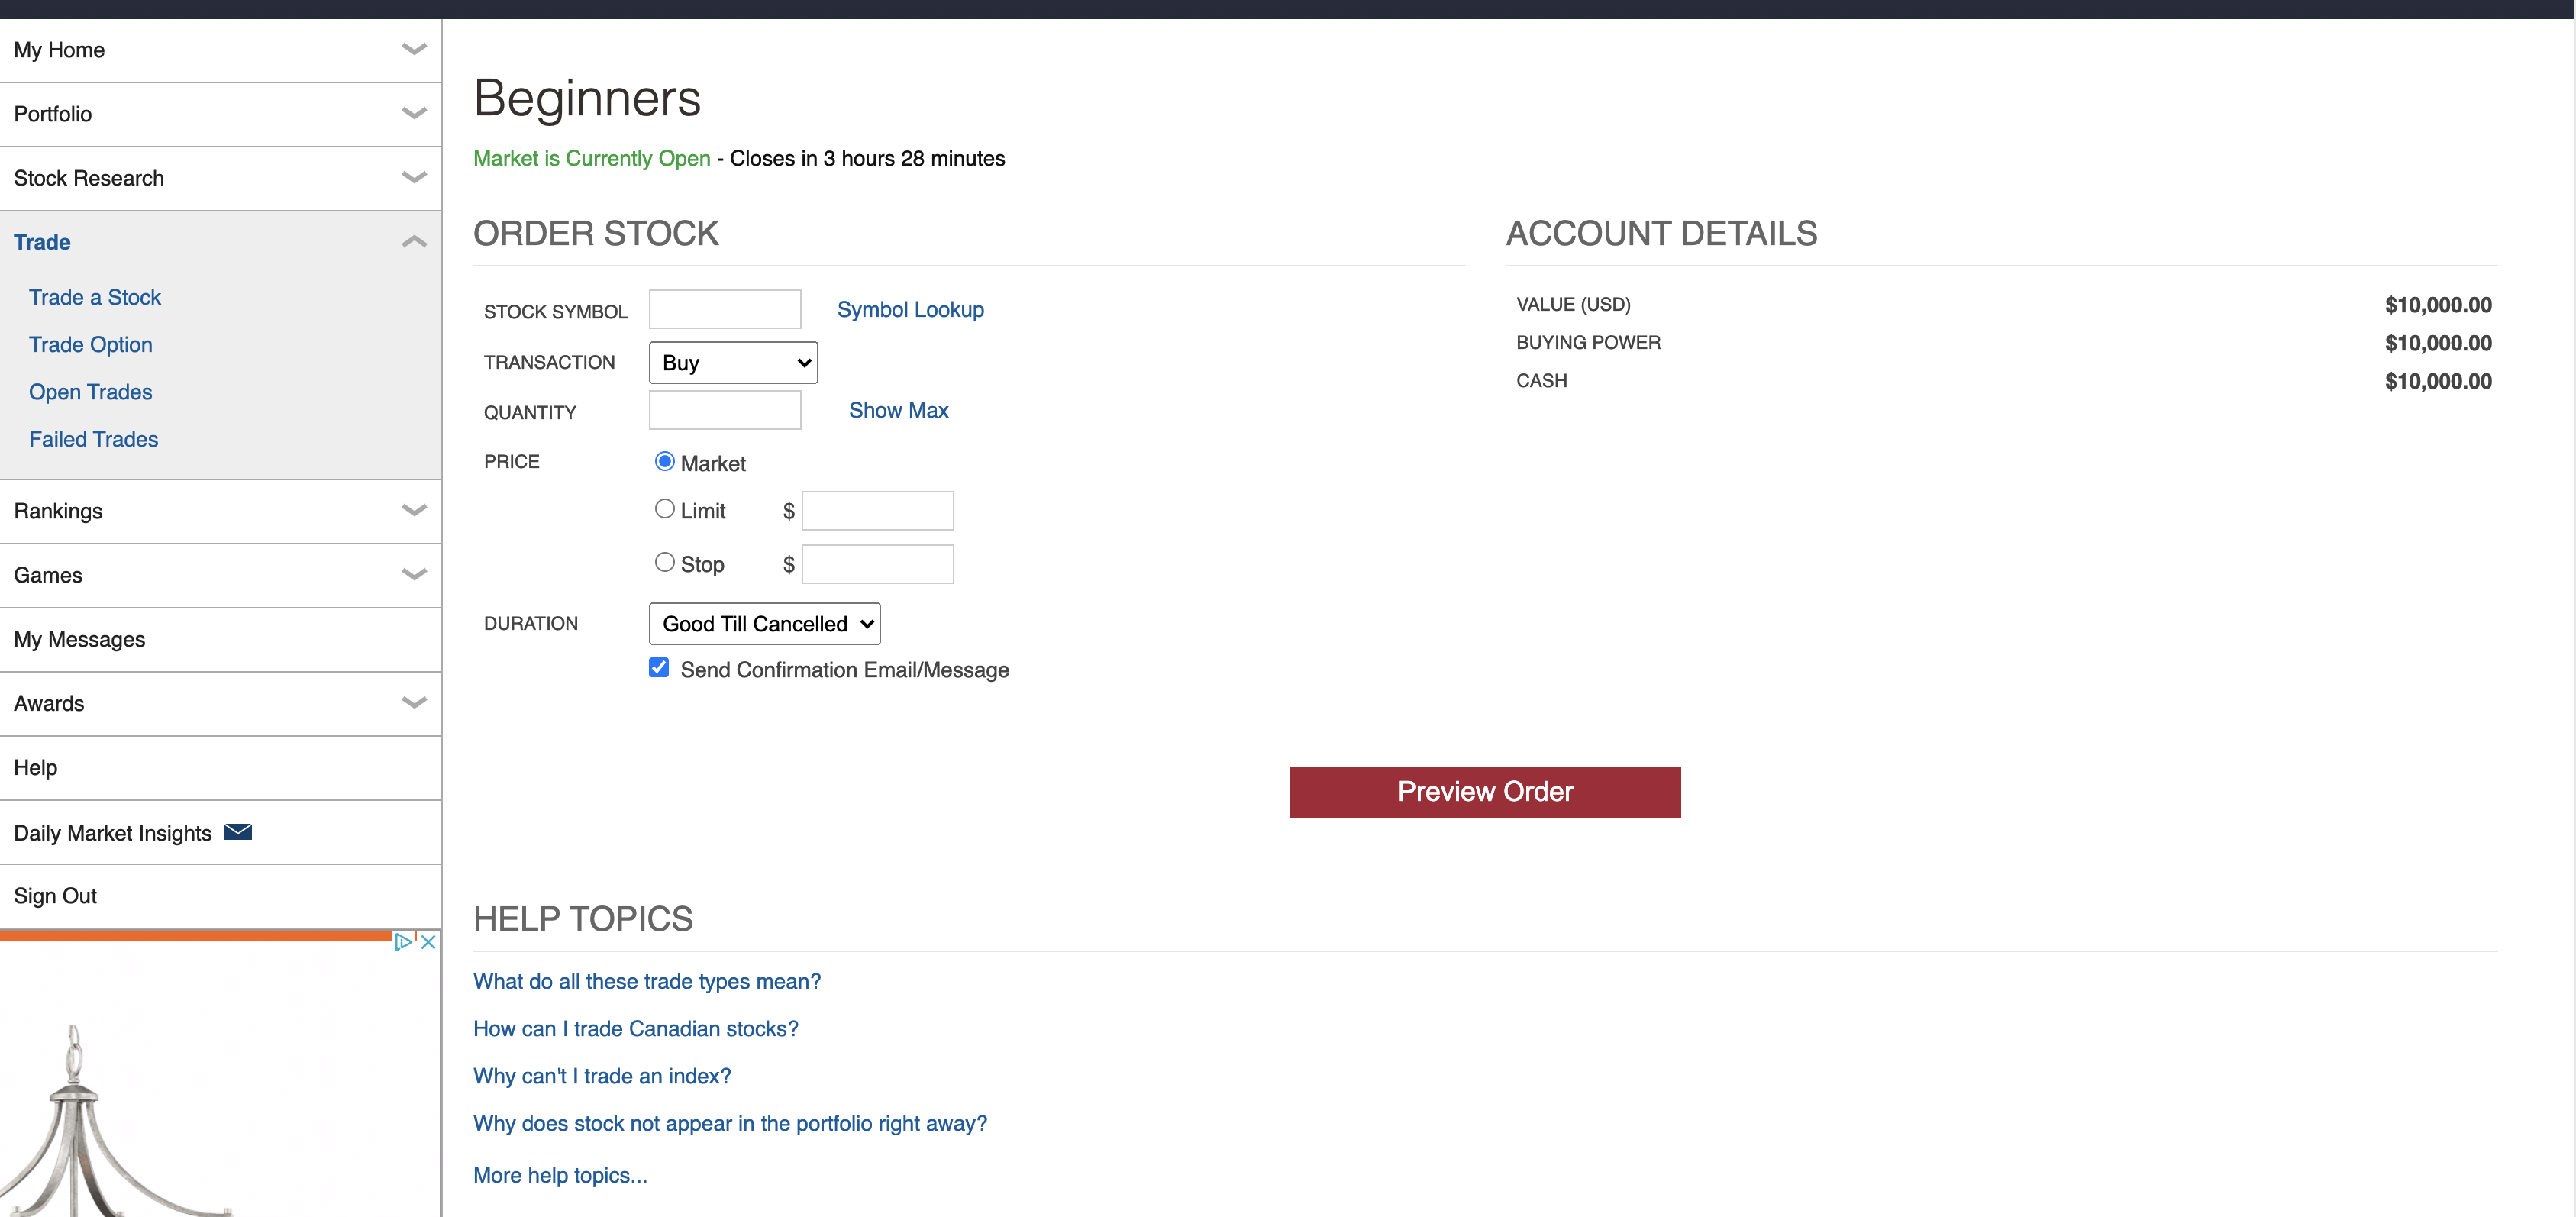 My Home
Portfolio
Stock Research
Trade
Trade a Stock
Trade Option
Open Trades
Failed Trades
Rankings
Games
My Messages
Awards
Help
Daily Market Insights
Sign Out
Beginners
Market is Currently Open - Closes in 3 hours 28 minutes
ORDER STOCK
STOCK SYMBOL Symbol Lookup
TRANSACTION Buy
QUANTITY Show Max
PRICE Market
Limit $
Stop $
DURATION Good Till Cancelled
Send Confirmation Email/Message
ACCOUNT DETAILS
VALUE (USD) $10,000.00
BUYING POWER $10,000.00
CASH $10,000.00
Preview Order
HELP TOPICS
What do all these trade types mean?
How can I trade Canadian stocks?
Why can't I trade an index?
Why does stock not appear in the portfolio right away?
More help topics...